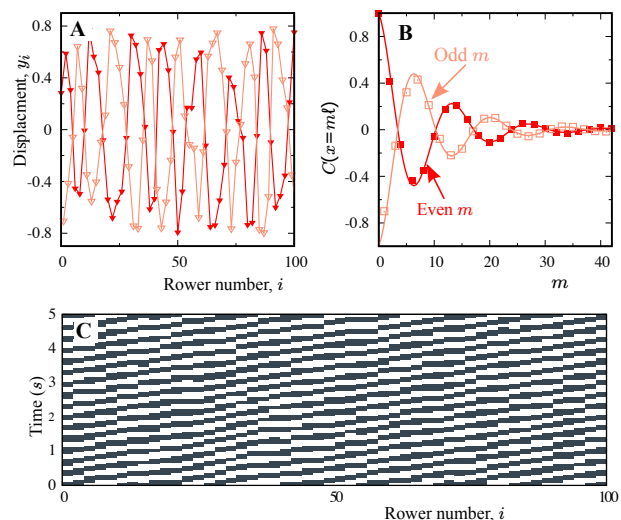 A
0.8
0.4
0
-0.4
-0.8
Displacment, yᵢ
0
50
100
Rower number, i
B
Odd m
Even m
0.8
0.4
0
-0.4
-0.8
C(x=mℓ)
0
10
20
30
40
m
C
5
4
3
2
1
0
Time (s)
0
50
100
Rower number, i